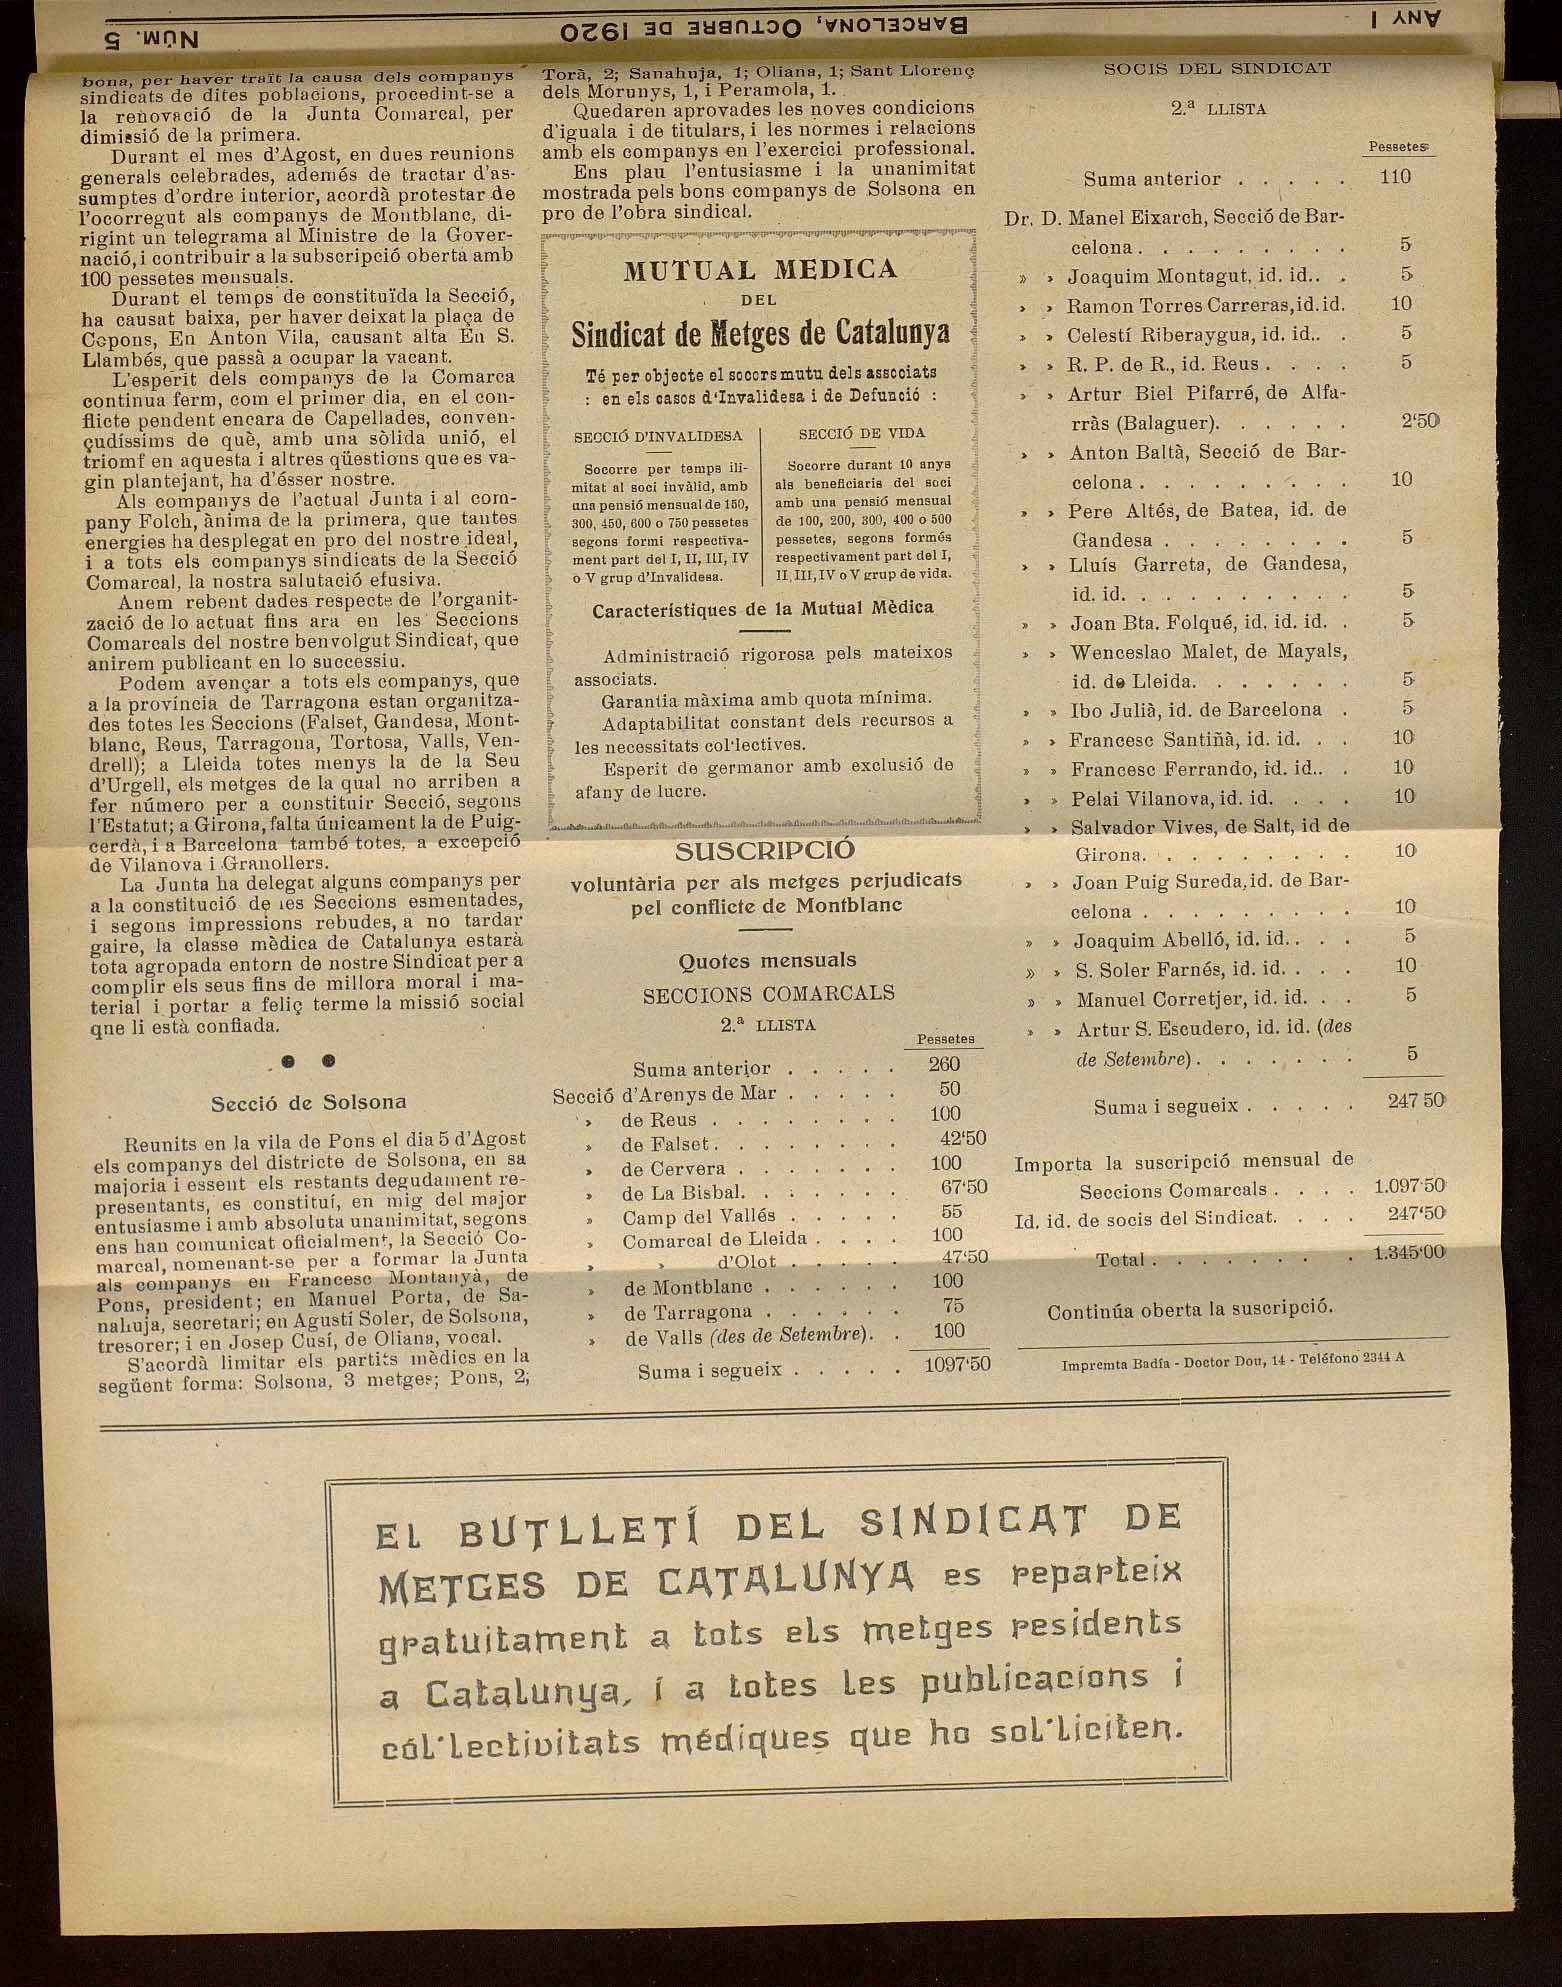 ANY I
BARCELONA, OCTUBRE DE 1920
NÚM. 5
bona, per haver traït la causa dels companys
sindicats de dites poblacions, procedint-se a
la renovació de la Junta Comarcal, per
dimissió de la primera.
Durant el mes d'Agost, en dues reunions
generals celebrades, ademés de tractar d'as-
sumptes d'ordre interior, acordà protestar de
l'ocorregut als companys de Montblanc, di-
rigint un telegrama al Ministre de la Gover-
nació, i contribuir a la subscripció oberta amb
100 pessetes mensuals.
Durant el temps de constituïda la Secció,
ha causat baixa, per haver deixat la plaça de
Copons, En Anton Vila, causant alta En S.
Llambés, que passà a ocupar la vacant.
L'esperit dels companys de la Comarca
continua ferm, com el primer dia, en el con-
flicte pendent encara de Capellades, conven-
çudíssims de què, amb una sòlida unió, el
triomf en aquesta i altres qüestions que es va-
gin plantejant, ha d'ésser nostre.
Als companys de l'actual Junta i al com-
pany Folch, ànima de la primera, que tantes
energies ha desplegat en pro del nostre ideal,
i a tots els companys sindicats de la Secció
Comarcal, la nostra salutació efusiva.
Anem rebent dades respecte de l'organit-
zació de lo actuat fins ara en les Seccions
Comarcals del nostre benvolgut Sindicat, que
anirem publicant en lo successiu.
Podem avençar a tots els companys, que
a la província de Tarragona estan organitza-
des totes les Seccions (Falset, Gandesa, Mont-
blanc, Reus, Tarragona, Tortosa, Valls, Ven-
drell); a Lleida totes menys la de la Seu
d'Urgell, els metges de la qual no arriben a
fer número per a constituir Secció, segons
l'Estatut; a Girona, falta únicament la de Puig-
cerdà, i a Barcelona també totes, a excepció
de Vilanova i Granollers.
La Junta ha delegat alguns companys per
a la constitució de les Seccions esmentades,
i segons impressions rebudes, a no tardar
gaire, la classe mèdica de Catalunya estarà
tota agropada entorn de nostre Sindicat per a
complir els seus fins de millora moral i ma-
terial i portar a feliç terme la missió social
qne li està confiada.
● ●
Secció de Solsona
Reunits en la vila de Pons el dia 5 d'Agost
els companys del districte de Solsona, en sa
majoria i essent els restants degudament re-
presentants, es constituí, en mig del major
entusiasme i amb absoluta unanimitat, segons
ens han comunicat oficialment, la Secció Co-
marcal, nomenant-se per a formar la Junta
als companys en Francesc Montanyà, de
Pons, president; en Manuel Porta, de Sa-
nahuja, secretari; en Agustí Soler, de Solsona,
tresorer; i en Josep Cusí, de Oliana, vocal.
S'acordà limitar els partits mèdics en la
següent forma: Solsona, 3 metges; Pons, 2;
Torà, 2; Sanahuja, 1; Oliana, 1; Sant Llorenç
dels Morunys, 1, i Peramola, 1.
Quedaren aprovades les noves condicions
d'iguala i de titulars, i les normes i relacions
amb els companys en l'exercici professional.
Ens plau l'entusiasme i la unanimitat
mostrada pels bons companys de Solsona en
pro de l'obra sindical.
MUTUAL MEDICA
DEL
Sindicat de Metges de Catalunya
Té per objecte el socors mutu dels associats
: en els casos d'Invalidesa i de Defunció :
SECCIÓ D'INVALIDESA
Socorre per temps ili-
mitat al soci invàlid, amb
una pensió mensual de 150,
300, 450, 600 o 750 pessetes
segons formi respectiva-
ment part del I, II, III, IV
o V grup d'Invalidesa.
SECCIÓ DE VIDA
Socorre durant 10 anys
als beneficiaris del soci
amb una pensió mensual
de 100, 200, 300, 400 o 500
pessetes, segons formés
respectivament part del I,
II, III, IV o V grup de vida.
Característiques de la Mutual Mèdica
Administració rigorosa pels mateixos
associats.
Garantia màxima amb quota mínima.
Adaptabilitat constant dels recursos a
les necessitats col'lectives.
Esperit de germanor amb exclusió de
afany de lucre.
SUSCRIPCIÓ
voluntària per als metges perjudicats
pel conflicte de Montblanc
Quotes mensuals
SECCIONS COMARCALS
2.ª LLISTA
Pessetes
Suma anterior . . . . . 260
Secció d'Arenys de Mar . . . . . 50
» de Reus . . . . . . . . 100
» de Falset. . . . . . . . 42'50
» de Cervera . . . . . . . 100
» de La Bisbal. . . . . . . 67'50
» Camp del Vallés . . . . . 55
» Comarcal de Lleida . . . . 100
» » d'Olot . . . . . 47'50
» de Montblanc . . . . . . 100
» de Tarragona . . . . . . 75
» de Valls (des de Setembre). . 100
Suma i segueix . . . . . 1097'50
SOCIS DEL SINDICAT
2.ª LLISTA
Pessetes
Suma anterior . . . . . 110
Dr. D. Manel Eixarch, Secció de Bar-
celona . . . . . . . . . 5
» » Joaquim Montagut, id. id.. . 5
» » Ramon Torres Carreras, id. id. 10
» » Celestí Riberaygua, id. id.. . 5
» » R. P. de R., id. Reus . . . . 5
» » Artur Biel Pifarré, de Alfa-
rràs (Balaguer). . . . . . 2'50
» » Anton Baltà, Secció de Bar-
celona . . . . . . . . . 10
» » Pere Altés, de Batea, id. de
Gandesa . . . . . . . . 5
» » Lluís Garreta, de Gandesa,
id. id. . . . . . . . . . 5
» » Joan Bta. Folqué, id. id. id. . 5
» » Wenceslao Malet, de Mayals,
id. de Lleida. . . . . . . 5
» » Ibo Julià, id. de Barcelona . 5
» » Francesc Santiñà, id. id. . . 10
» » Francesc Ferrando, id. id.. . 10
» » Pelai Vilanova, id. id. . . . 10
» » Salvador Vives, de Salt, id de
Girona. . . . . . . . . 10
» » Joan Puig Sureda, id. de Bar-
celona . . . . . . . . . 10
» » Joaquim Abelló, id. id. . . . 5
» » S. Soler Farnés, id. id. . . . 10
» » Manuel Corretjer, id. id. . . 5
» » Artur S. Escudero, id. id. (des
de Setembre) . . . . . . . 5
Suma i segueix . . . . . 247 50
Importa la suscripció mensual de
Seccions Comarcals . . . . 1.097'50
Id. id. de socis del Sindicat. . . . 247'50
Total . . . . . . . . 1.345'00
Continúa oberta la suscripció.
Impremta Badía - Doctor Dou, 14 - Teléfono 2344 A
EL BUTLLETÍ DEL SINDICAT DE
METGES DE CATALUNYA es reparteix
gratuitament a tots els metges residents
a Catalunya, i a totes les publicacions i
cól'lectivitats médiques que ho sol'liciten.